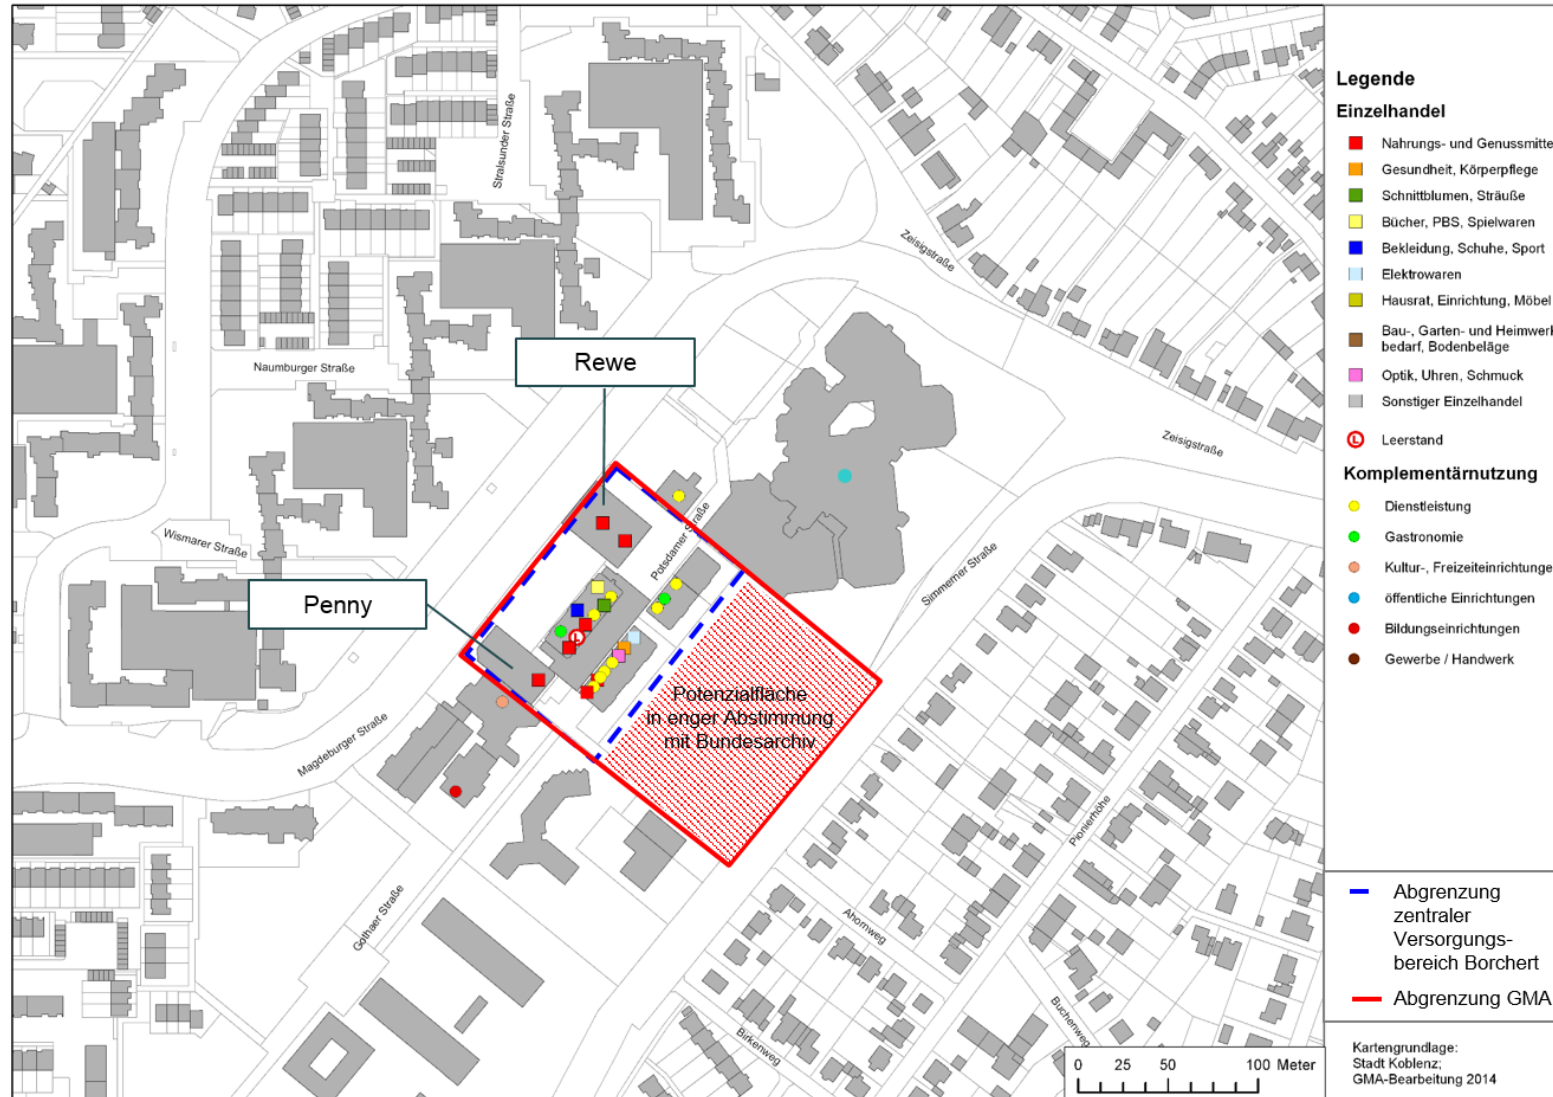 Stralsunder Straße
Zeisigstraße
Naumburger Straße
Rewe
Zeisigstraße
Wismarer Straße
Potsdamer Straße
Simmerner Straße
Penny
L
Potenzialfläche
in enger Abstimmung
mit Bundesarchiv
Magdeburger Straße
Pionierhöhe
Gothaer Straße
Ahornweg
Buchenweg
Birkenweg
0 25 50 100 Meter
Legende
Einzelhandel
Nahrungs- und Genussmitte
Gesundheit, Körperpflege
Schnittblumen, Sträuße
Bücher, PBS, Spielwaren
Bekleidung, Schuhe, Sport
Elektrowaren
Hausrat, Einrichtung, Möbel
Bau-, Garten- und Heimwerk
bedarf, Bodenbeläge
Optik, Uhren, Schmuck
Sonstiger Einzelhandel
L Leerstand
Komplementärnutzung
Dienstleistung
Gastronomie
Kultur-, Freizeiteinrichtunge
öffentliche Einrichtungen
Bildungseinrichtungen
Gewerbe / Handwerk
Abgrenzung
zentraler
Versorgungs-
bereich Borchert
Abgrenzung GMA
Kartengrundlage:
Stadt Koblenz;
GMA-Bearbeitung 2014